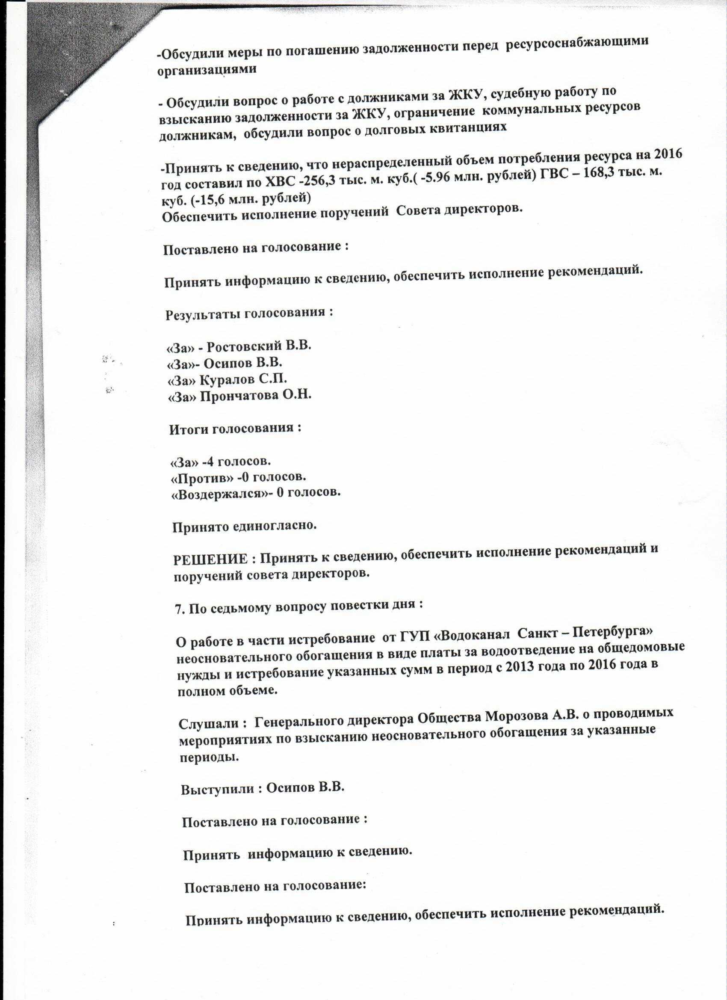 -Обсудили меры по погашению задолженности перед ресурсоснабжающими
организациями
- Обсудили вопрос о работе с должниками за ЖКУ, судебную работу по
взысканию задолженности за ЖКУ, ограничение коммунальных ресурсов
должникам, обсудили вопрос о долговых квитанциях
-Принять к сведению, что нераспределенный объем потребления ресурса на 2016
год составил по ХВС -256,3 тыс. м. куб.( -5.96 млн. рублей) ГВС – 168,3 тыс. м.
куб. (-15,6 млн. рублей)
Обеспечить исполнение поручений Совета директоров.
Поставлено на голосование :
Принять информацию к сведению, обеспечить исполнение рекомендаций.
Результаты голосования :
«За» - Ростовский В.В.
«За»- Осипов В.В.
«За» Куралов С.П.
«За» Прончатова О.Н.
Итоги голосования :
«За» -4 голосов.
«Против» -0 голосов.
«Воздержался»- 0 голосов.
Принято единогласно.
РЕШЕНИЕ : Принять к сведению, обеспечить исполнение рекомендаций и
поручений совета директоров.
7. По седьмому вопросу повестки дня :
О работе в части истребование от ГУП «Водоканал Санкт – Петербурга»
неосновательного обогащения в виде платы за водоотведение на общедомовые
нужды и истребование указанных сумм в период с 2013 года по 2016 года в
полном объеме.
Слушали : Генерального директора Общества Морозова А.В. о проводимых
мероприятиях по взысканию неосновательного обогащения за указанные
периоды.
Выступили : Осипов В.В.
Поставлено на голосование :
Принять информацию к сведению.
Поставлено на голосование:
Принять информацию к сведению, обеспечить исполнение рекомендаций.